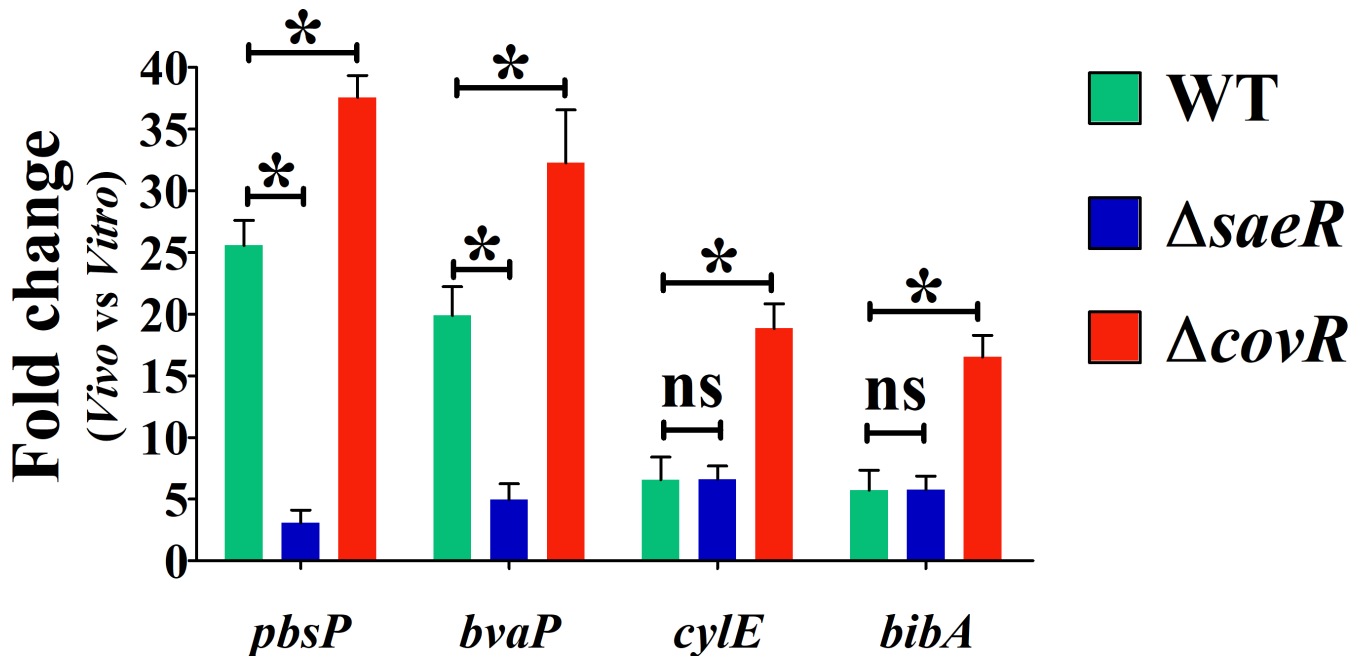 Fold change
(Vivo vs Vitro)
40
35
30
25
20
15
10
5
0
*
*
*
*
*
ns
*
ns
pbsP
bvaP
cylE
bibA
WT
ΔsaeR
ΔcovR